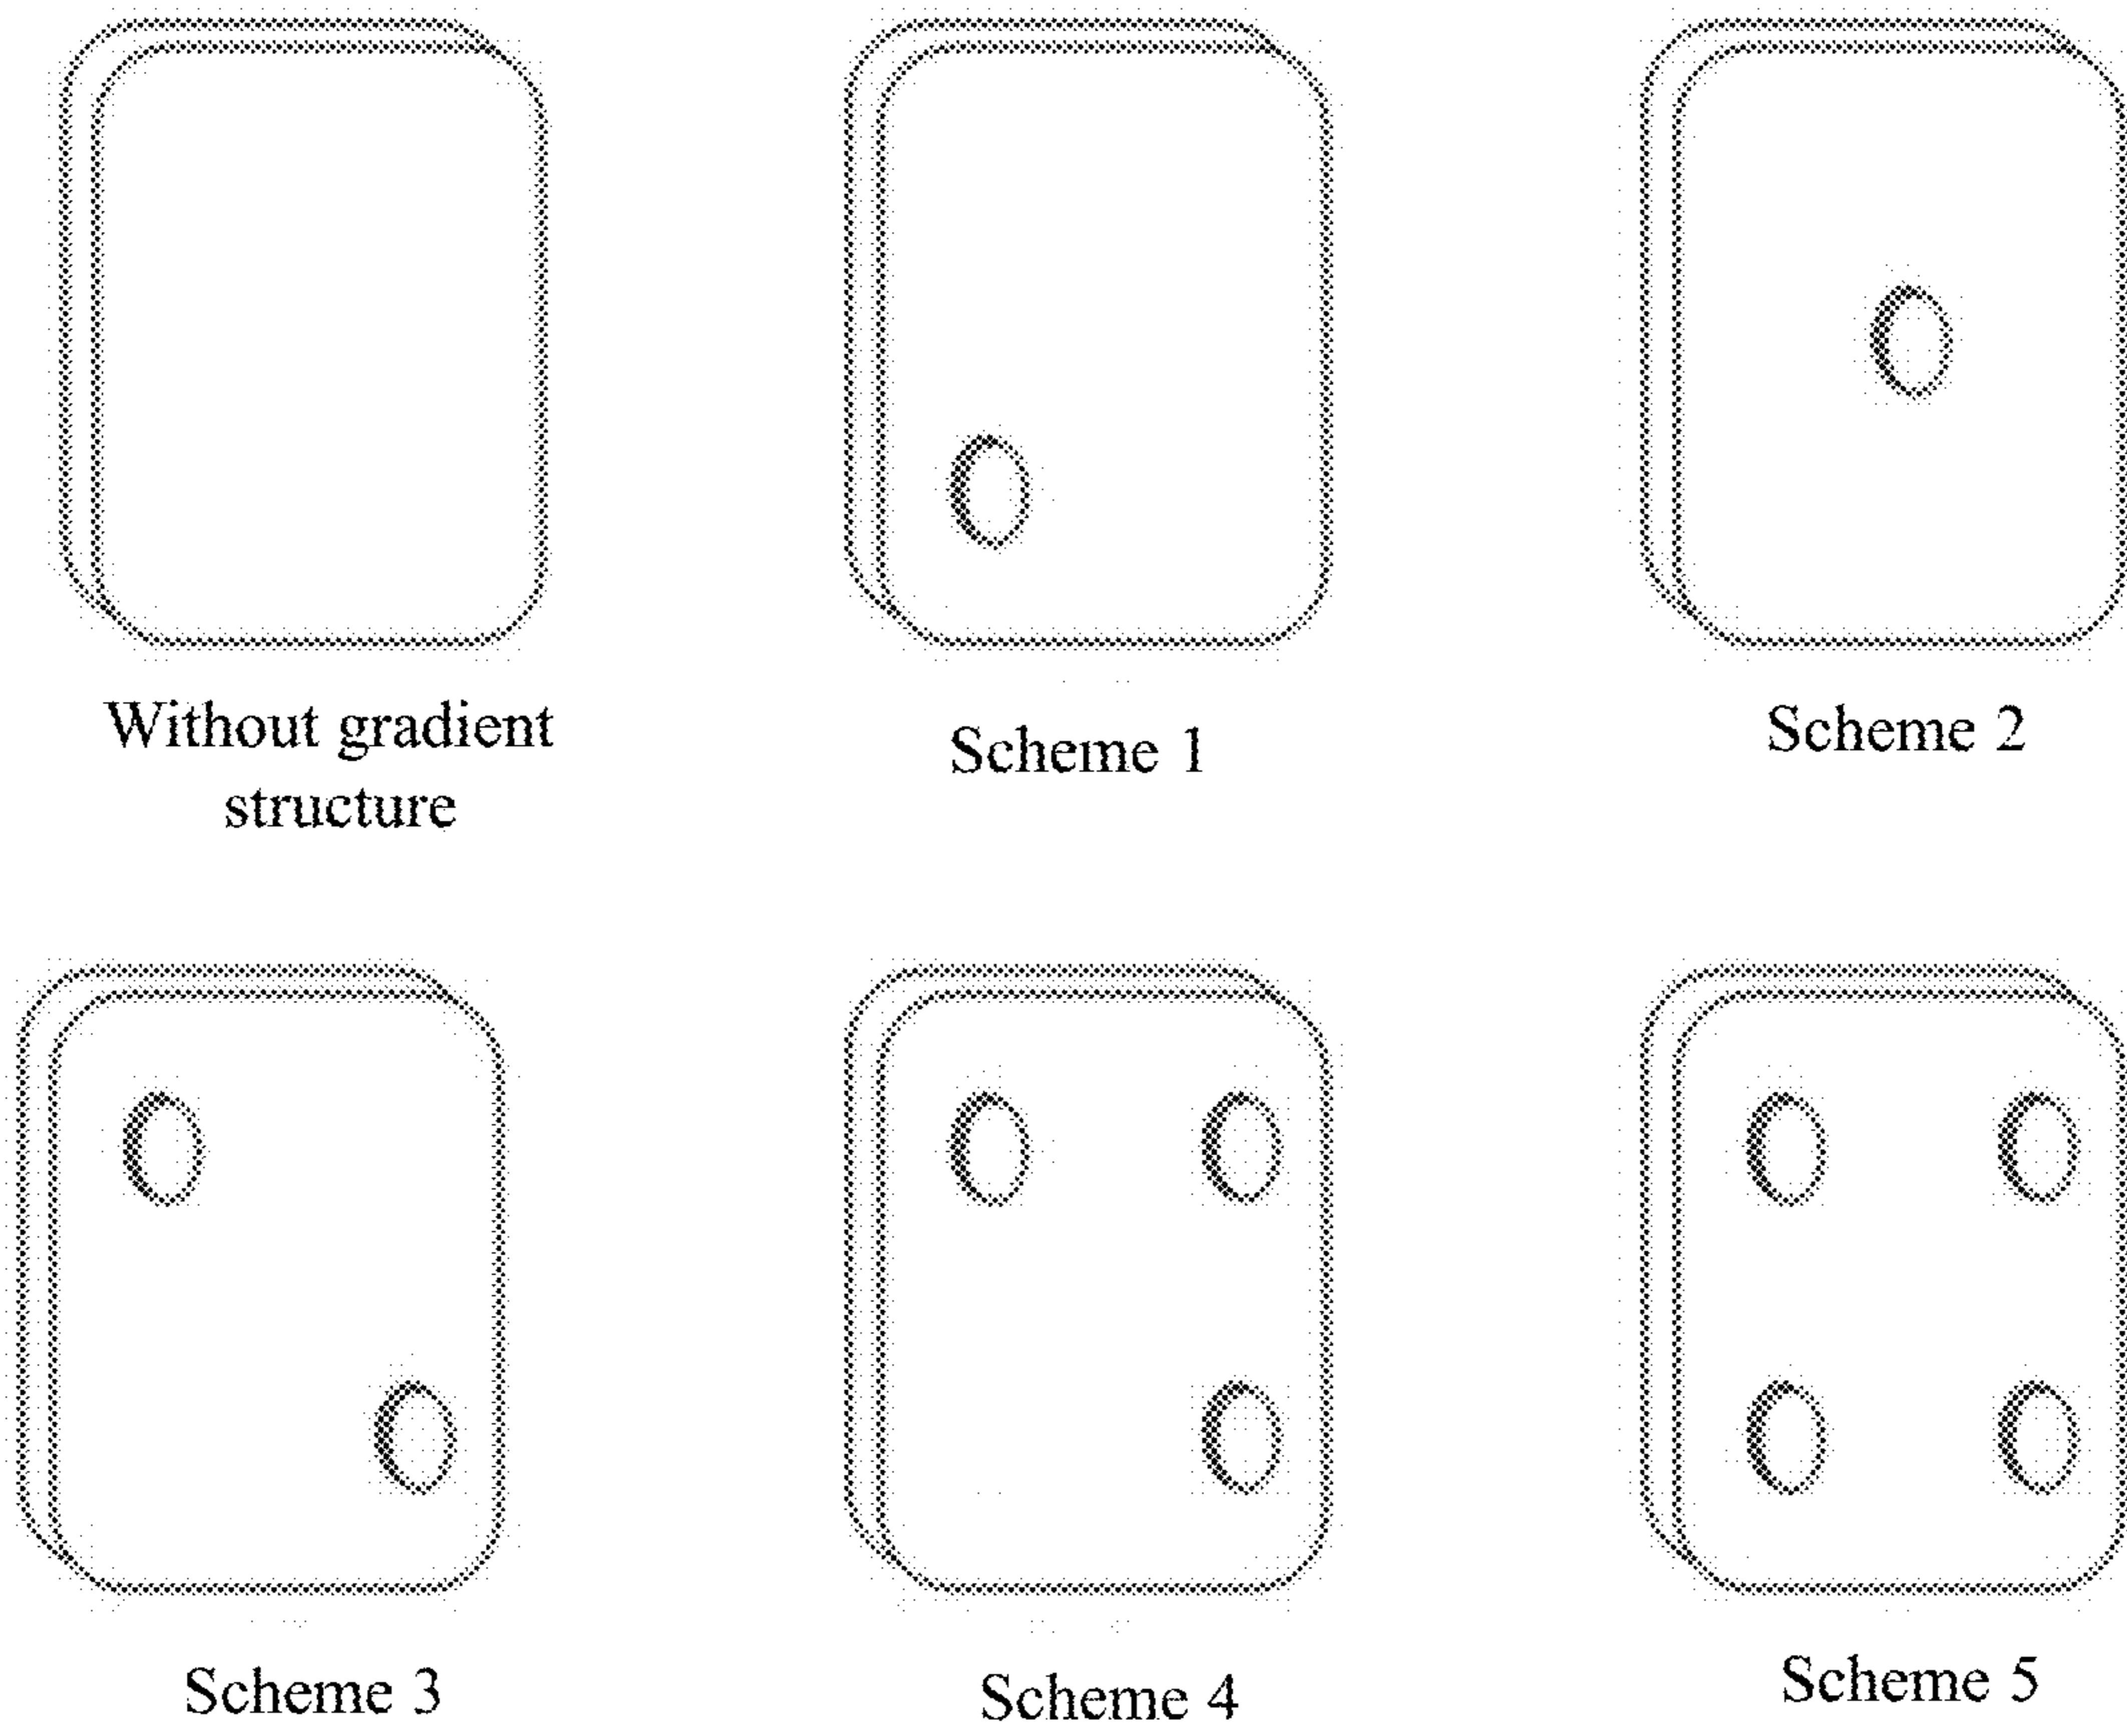 Without gradient
structure
Scheme 1
Scheme 2
Scheme 3
Scheme 4
Scheme 5